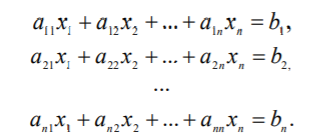 a₁₁x₁ + a₁₂x₂ + ... + a₁ₙxₙ = b₁,
a₂₁x₁ + a₂₂x₂ + ... + a₂ₙxₙ = b₂,
...
aₙ₁x₁ + aₙ₂x₂ + ... + aₙₙxₙ = bₙ.